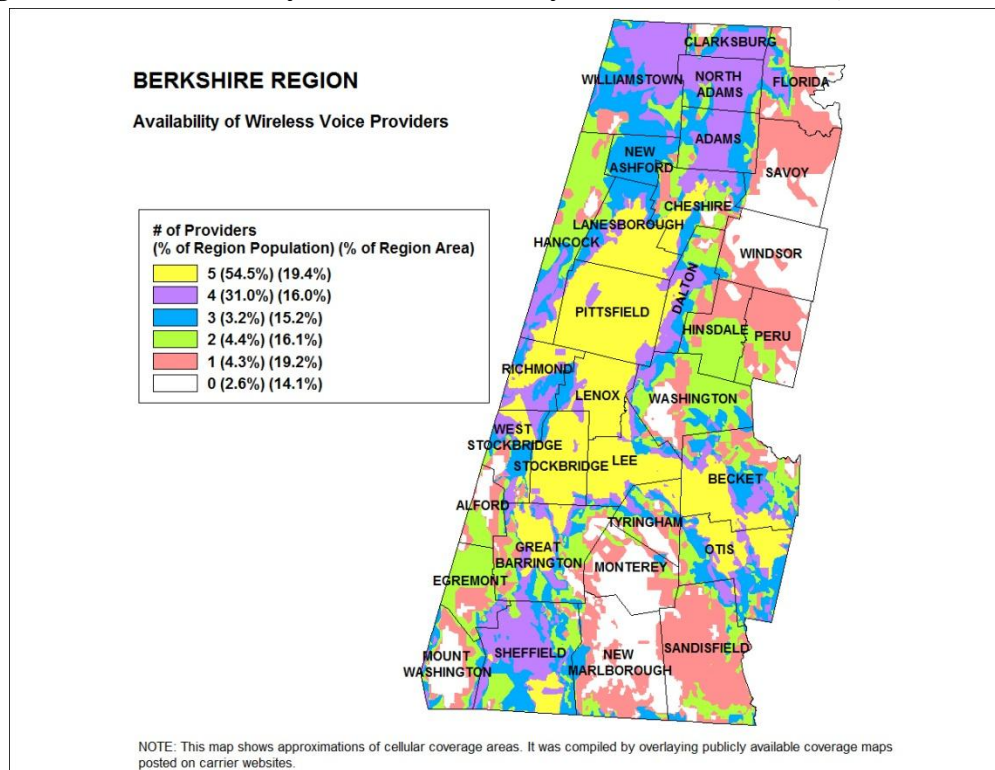 BERKSHIRE REGION
Availability of Wireless Voice Providers
# of Providers
(% of Region Population) (% of Region Area)
5 (54.5%) (19.4%)
4 (31.0%) (16.0%)
3 (3.2%) (15.2%)
2 (4.4%) (16.1%)
1 (4.3%) (19.2%)
0 (2.6%) (14.1%)
CLARKSBURG
WILLIAMSTOWN
NORTH
ADAMS
FLORIDA
ADAMS
NEW
ASHFORD
SAVOY
CHESHIRE
LANESBOROUGH
HANCOCK
WINDSOR
DALTON
PITTSFIELD
HINSDALE
PERU
RICHMOND
LENOX
WASHINGTON
WEST
STOCKBRIDGE
STOCKBRIDGE
LEE
BECKET
ALFORD
TYRINGHAM
GREAT
BARRINGTON
OTIS
MONTEREY
EGREMONT
MOUNT
WASHINGTON
SHEFFIELD
NEW
MARLBOROUGH
SANDISFIELD
NOTE: This map shows approximations of cellular coverage areas. It was compiled by overlaying publicly available coverage maps
posted on carrier websites.